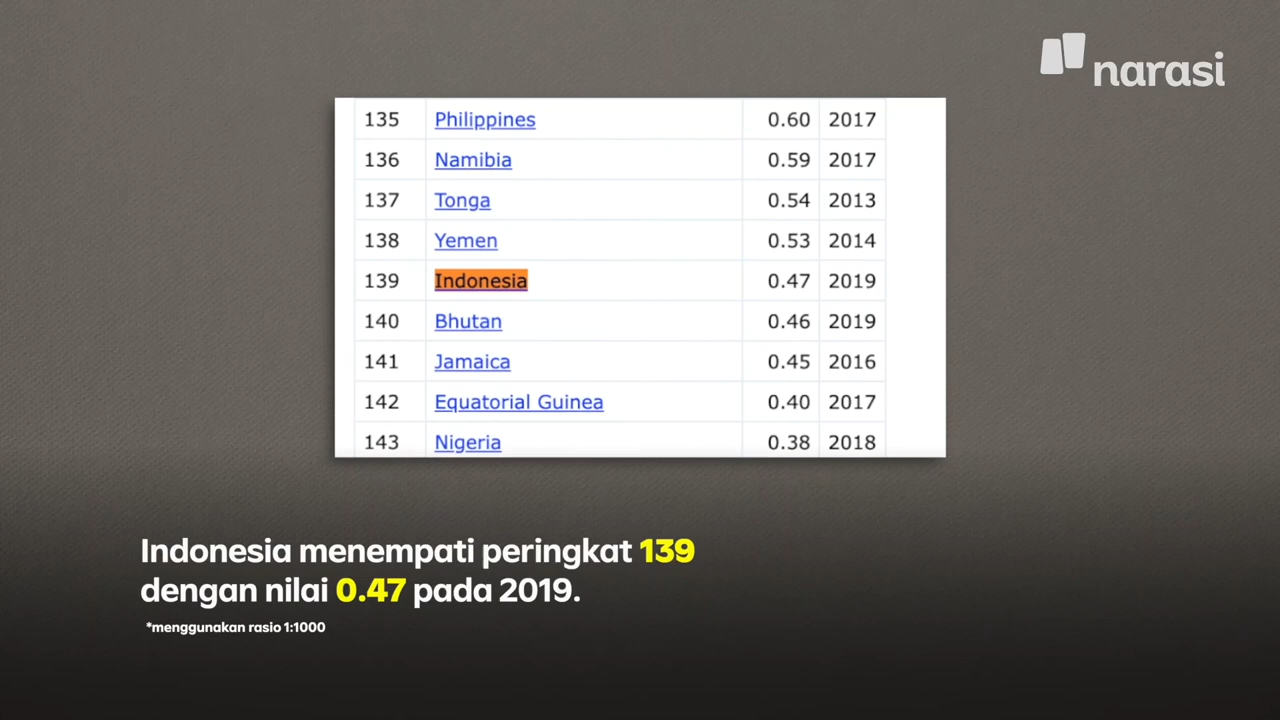 narasi
135 Philippines 0.60 2017
136 Namibia 0.59 2017
137 Tonga 0.54 2013
138 Yemen 0.53 2014
139 Indonesia 0.47 2019
140 Bhutan 0.46 2019
141 Jamaica 0.45 2016
142 Equatorial Guinea 0.40 2017
143 Nigeria 0.38 2018
Indonesia menempati peringkat 139
dengan nilai 0.47 pada 2019.
*menggunakan rasio 1:1000